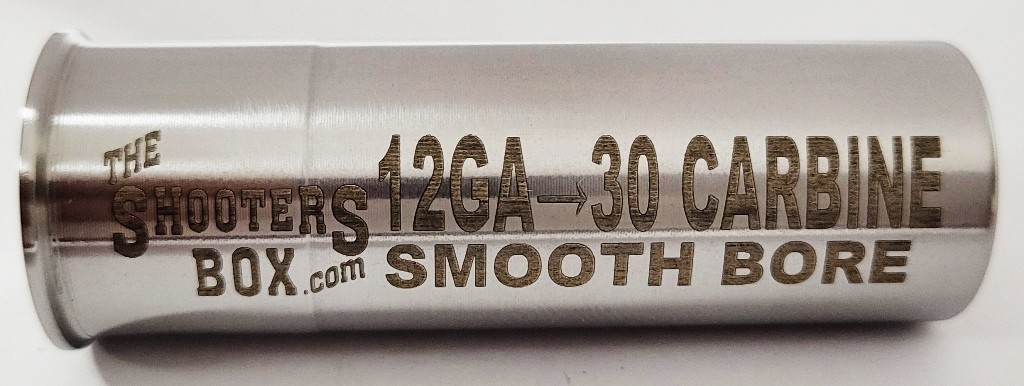 THE
SHOOTERS
BOX.com
12GA→30 CARBINE
SMOOTH BORE